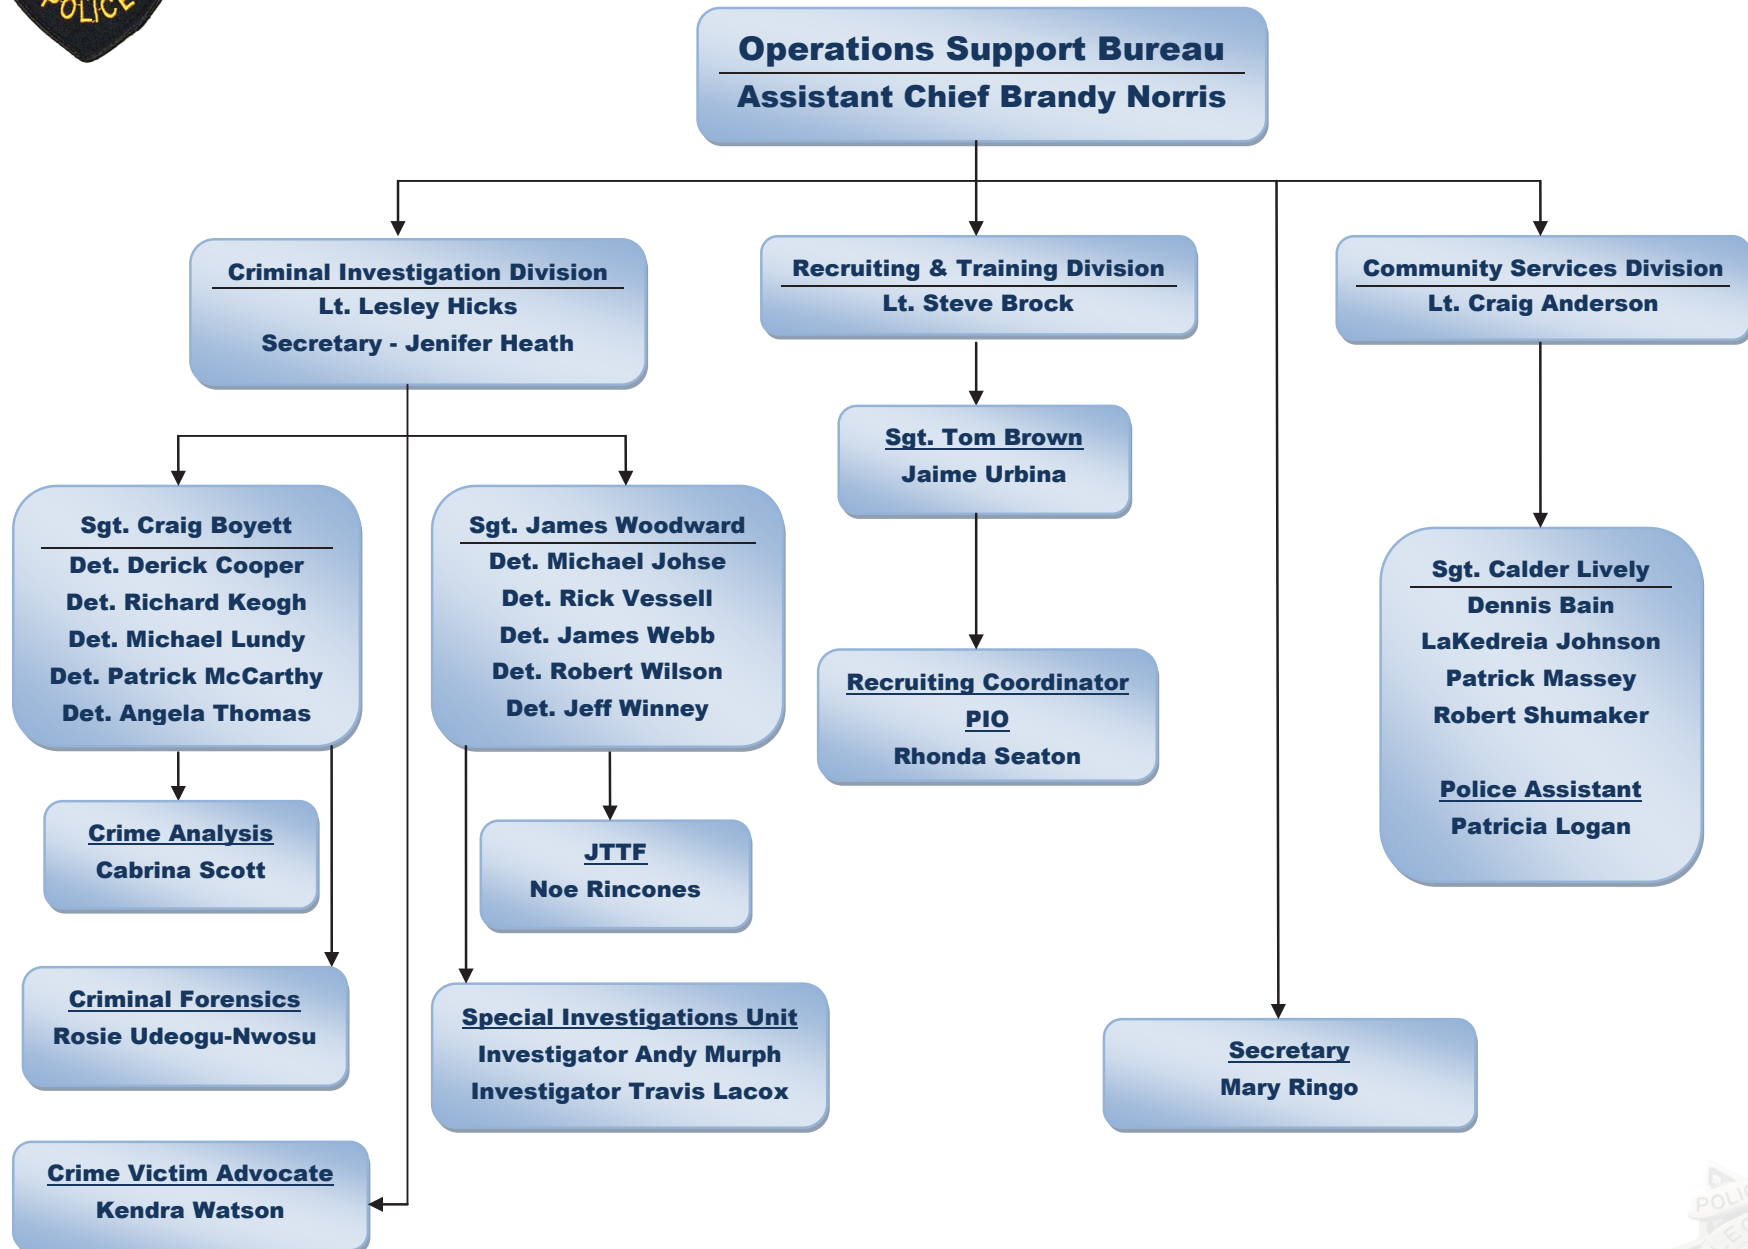 POLICE
Operations Support Bureau
Assistant Chief Brandy Norris
Criminal Investigation Division
Lt. Lesley Hicks
Secretary - Jenifer Heath
Recruiting & Training Division
Lt. Steve Brock
Community Services Division
Lt. Craig Anderson
Sgt. Tom Brown
Jaime Urbina
Sgt. Craig Boyett
Det. Derick Cooper
Det. Richard Keogh
Det. Michael Lundy
Det. Patrick McCarthy
Det. Angela Thomas
Sgt. James Woodward
Det. Michael Johse
Det. Rick Vessell
Det. James Webb
Det. Robert Wilson
Det. Jeff Winney
Sgt. Calder Lively
Dennis Bain
LaKedreia Johnson
Patrick Massey
Robert Shumaker
Police Assistant
Patricia Logan
Recruiting Coordinator
PIO
Rhonda Seaton
Crime Analysis
Cabrina Scott
JTTF
Noe Rincones
Criminal Forensics
Rosie Udeogu-Nwosu
Special Investigations Unit
Investigator Andy Murph
Investigator Travis Lacox
Secretary
Mary Ringo
Crime Victim Advocate
Kendra Watson